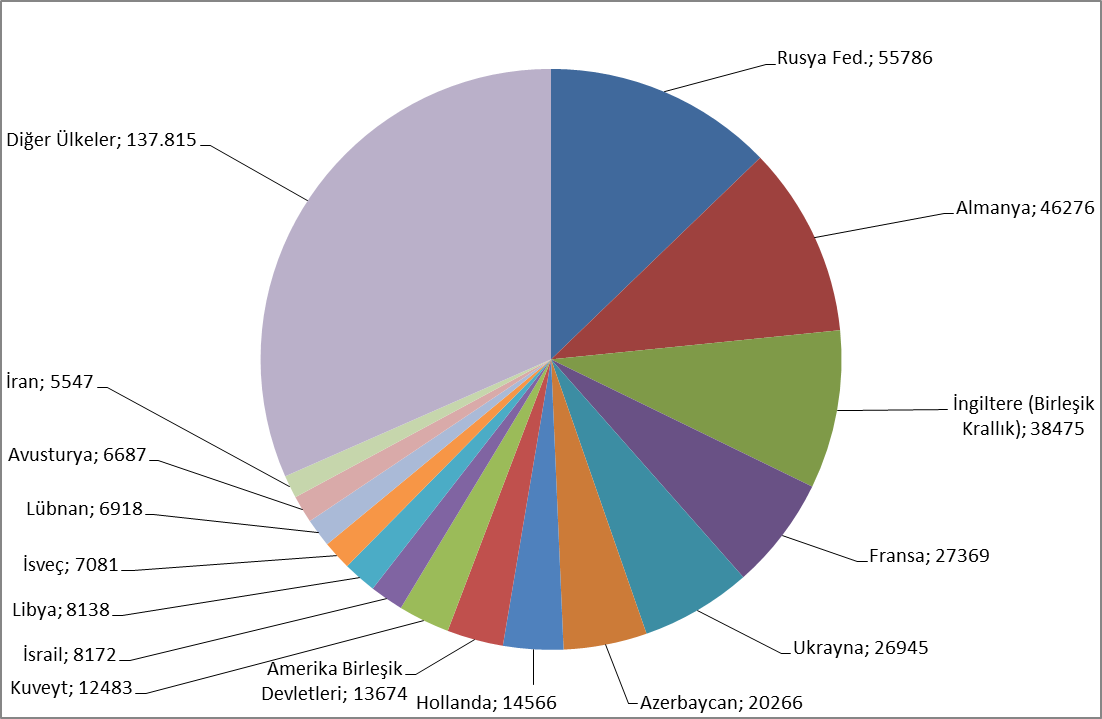 Rusya Fed.; 55786
Almanya; 46276
İngiltere (Birleşik
Krallık); 38475
Fransa; 27369
Ukrayna; 26945
Azerbaycan; 20266
Hollanda; 14566
Amerika Birleşik
Devletleri; 13674
Kuveyt; 12483
İsrail; 8172
Libya; 8138
İsveç; 7081
Lübnan; 6918
Avusturya; 6687
İran; 5547
Diğer Ülkeler; 137.815